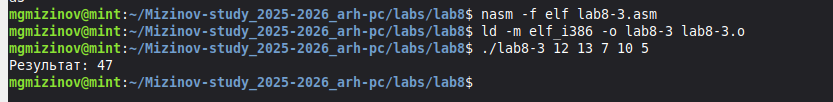 mgmizinov@mint:~/Mizinov-study_2025-2026_arh-pc/labs/lab8$ nasm -f elf lab8-3.asm
mgmizinov@mint:~/Mizinov-study_2025-2026_arh-pc/labs/lab8$ ld -m elf_i386 -o lab8-3 lab8-3.o
mgmizinov@mint:~/Mizinov-study_2025-2026_arh-pc/labs/lab8$ ./lab8-3 12 13 7 10 5
Результат: 47
mgmizinov@mint:~/Mizinov-study_2025-2026_arh-pc/labs/lab8$